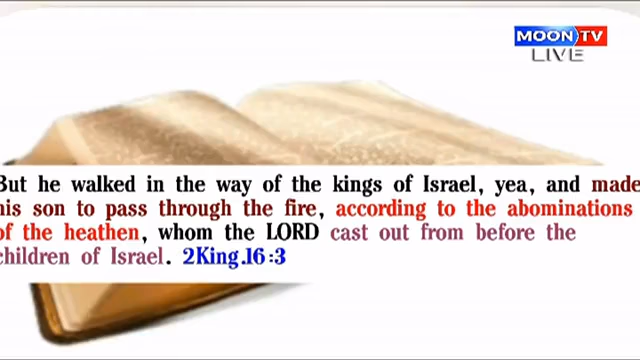 MOON TV
LIVE
But he walked in the way of the kings of Israel, yea, and made
his son to pass through the fire, according to the abominations
of the heathen, whom the LORD cast out from before the
children of Israel. 2King.16:3